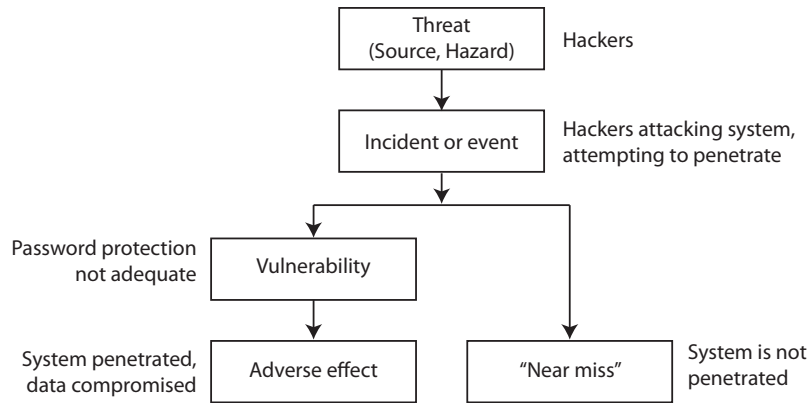 Threat
(Source, Hazard)
Hackers
Incident or event
Hackers attacking system,
attempting to penetrate
Password protection
not adequate
Vulnerability
System penetrated,
data compromised
Adverse effect
“Near miss”
System is not
penetrated